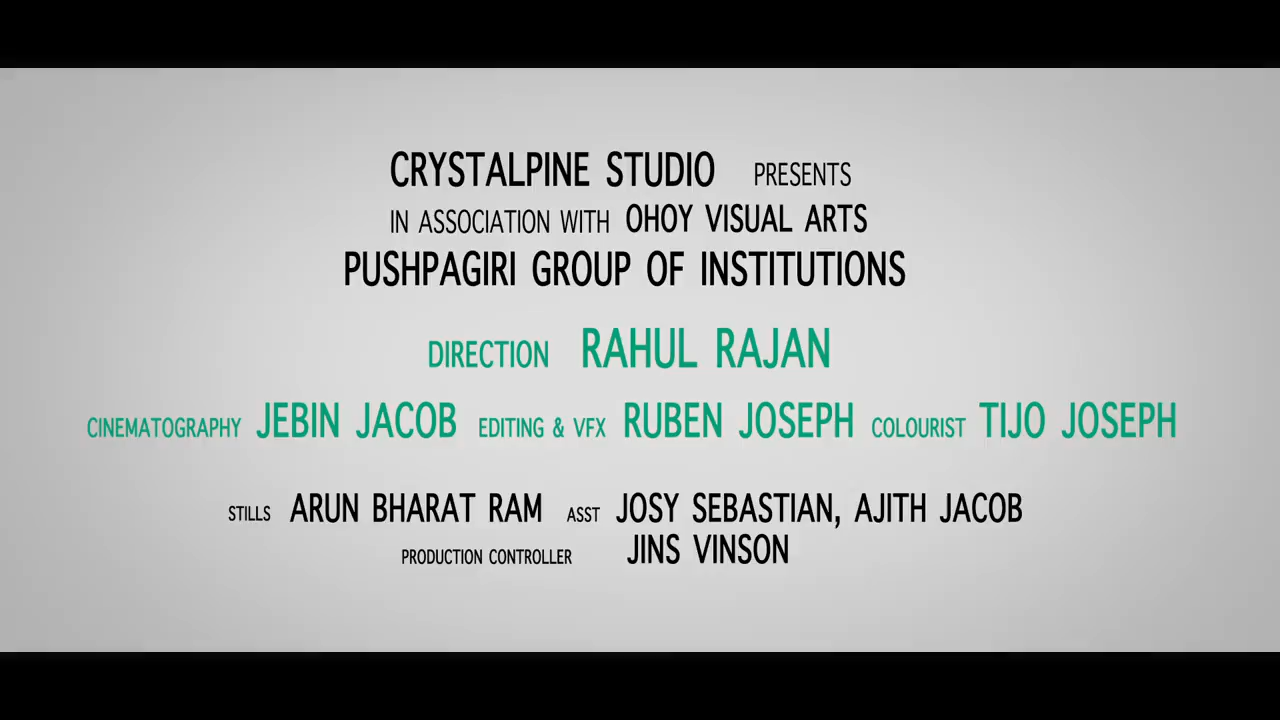 CRYSTALPINE STUDIO PRESENTS
IN ASSOCIATION WITH OHOY VISUAL ARTS
PUSHPAGIRI GROUP OF INSTITUTIONS
DIRECTION RAHUL RAJAN
CINEMATOGRAPHY JEBIN JACOB EDITING & VFX RUBEN JOSEPH COLOURIST TIJO JOSEPH
STILLS ARUN BHARAT RAM ASST JOSY SEBASTIAN, AJITH JACOB
PRODUCTION CONTROLLER JINS VINSON